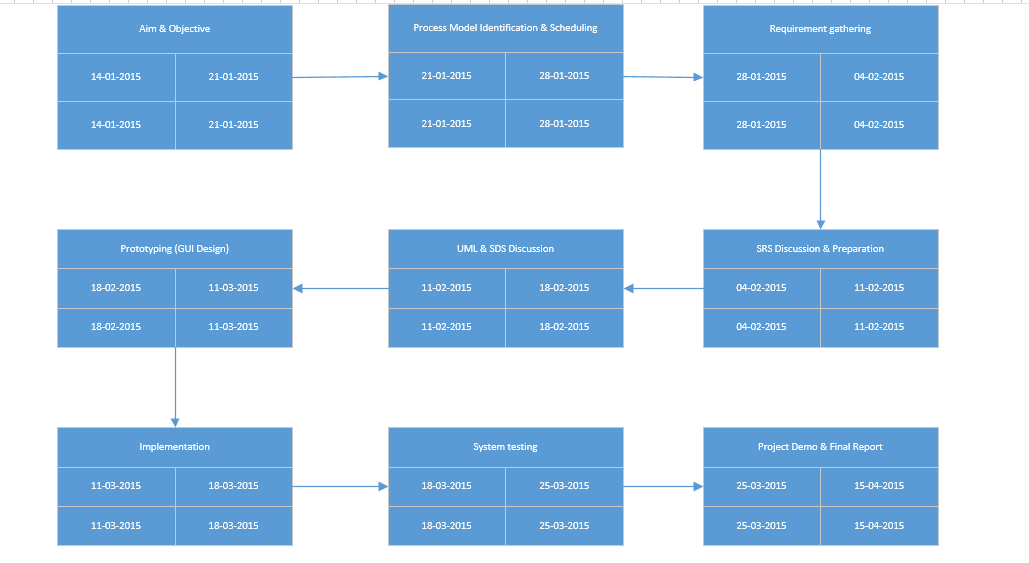 Aim & Objective
14-01-2015 21-01-2015
14-01-2015 21-01-2015
Process Model Identification & Scheduling
21-01-2015 28-01-2015
21-01-2015 28-01-2015
Requirement gathering
28-01-2015 04-02-2015
28-01-2015 04-02-2015
SRS Discussion & Preparation
04-02-2015 11-02-2015
04-02-2015 11-02-2015
UML & SDS Discussion
11-02-2015 18-02-2015
11-02-2015 18-02-2015
Prototyping (GUI Design)
18-02-2015 11-03-2015
18-02-2015 11-03-2015
Implementation
11-03-2015 18-03-2015
11-03-2015 18-03-2015
System testing
18-03-2015 25-03-2015
18-03-2015 25-03-2015
Project Demo & Final Report
25-03-2015 15-04-2015
25-03-2015 15-04-2015